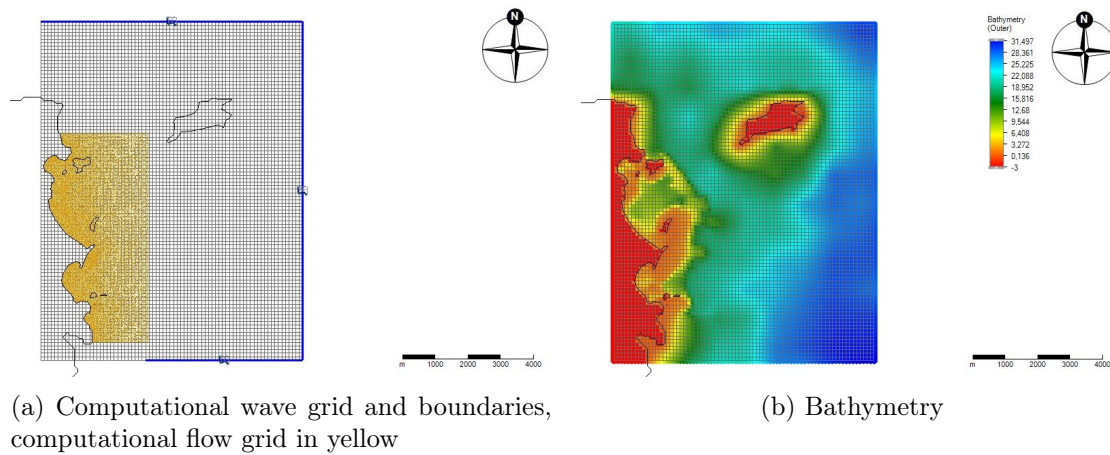 N
m 1000 2000 3000 4000
(a) Computational wave grid and boundaries,
computational flow grid in yellow
Bathymetry
(Outer)
31,497
28,361
25,225
22,088
18,952
15,816
12,68
9,544
6,408
3,272
0,136
-3
N
m 1000 2000 3000 4000
(b) Bathymetry